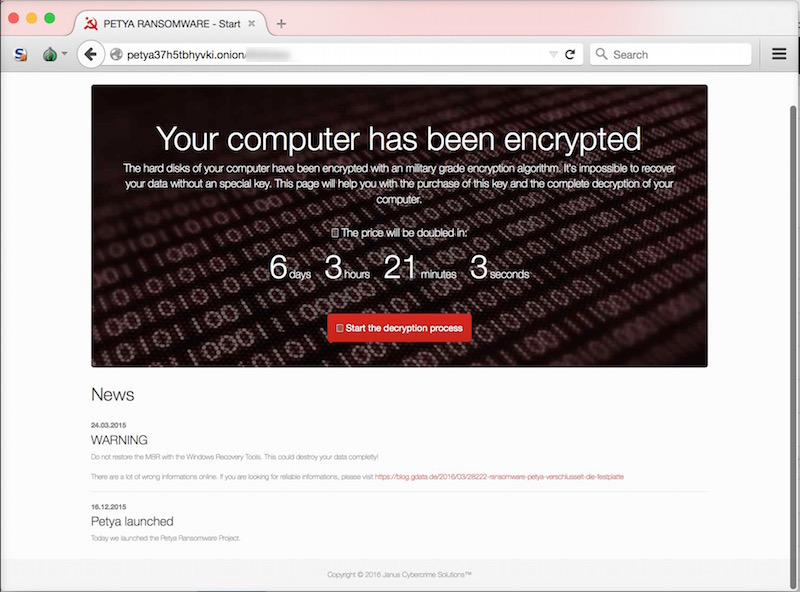 PETYA RANSOMWARE - Start
petya37h5tbhyvki.onion/
Search
Your computer has been encrypted
The hard disks of your computer have been encrypted with an military grade encryption algorithm. It's impossible to recover
your data without an special key. This page will help you with the purchase of this key and the complete decryption of your
computer.
The price will be doubled in:
6 days 3 hours 21 minutes 3 seconds
Start the decryption process
News
24.03.2015
WARNING
Do not restore the MBR with the Windows Recovery Tools. This could destroy your data completly!
There are a lot of wrong informations online. If you are looking for reliable informations, please visit https://blog.gdata.de/2016/03/28222-ransomware-petya-verschlusselt-die-festplatte
16.12.2015
Petya launched
Today we launched the Petya Ransomware Project.
Copyright © 2016 Janus Cybercrime Solutions™